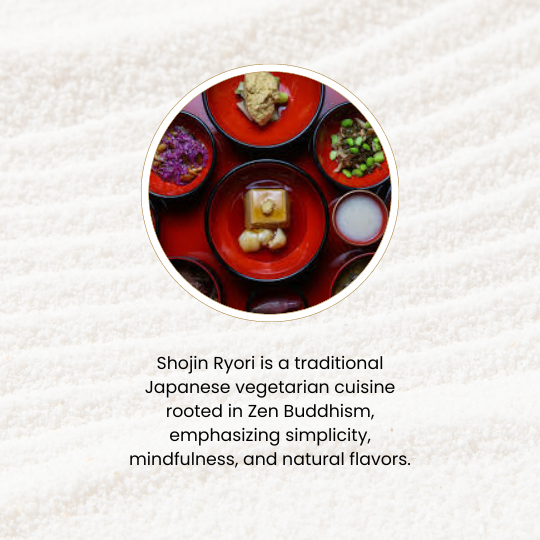 Shojin Ryori is a traditional
Japanese vegetarian cuisine
rooted in Zen Buddhism,
emphasizing simplicity,
mindfulness, and natural flavors.